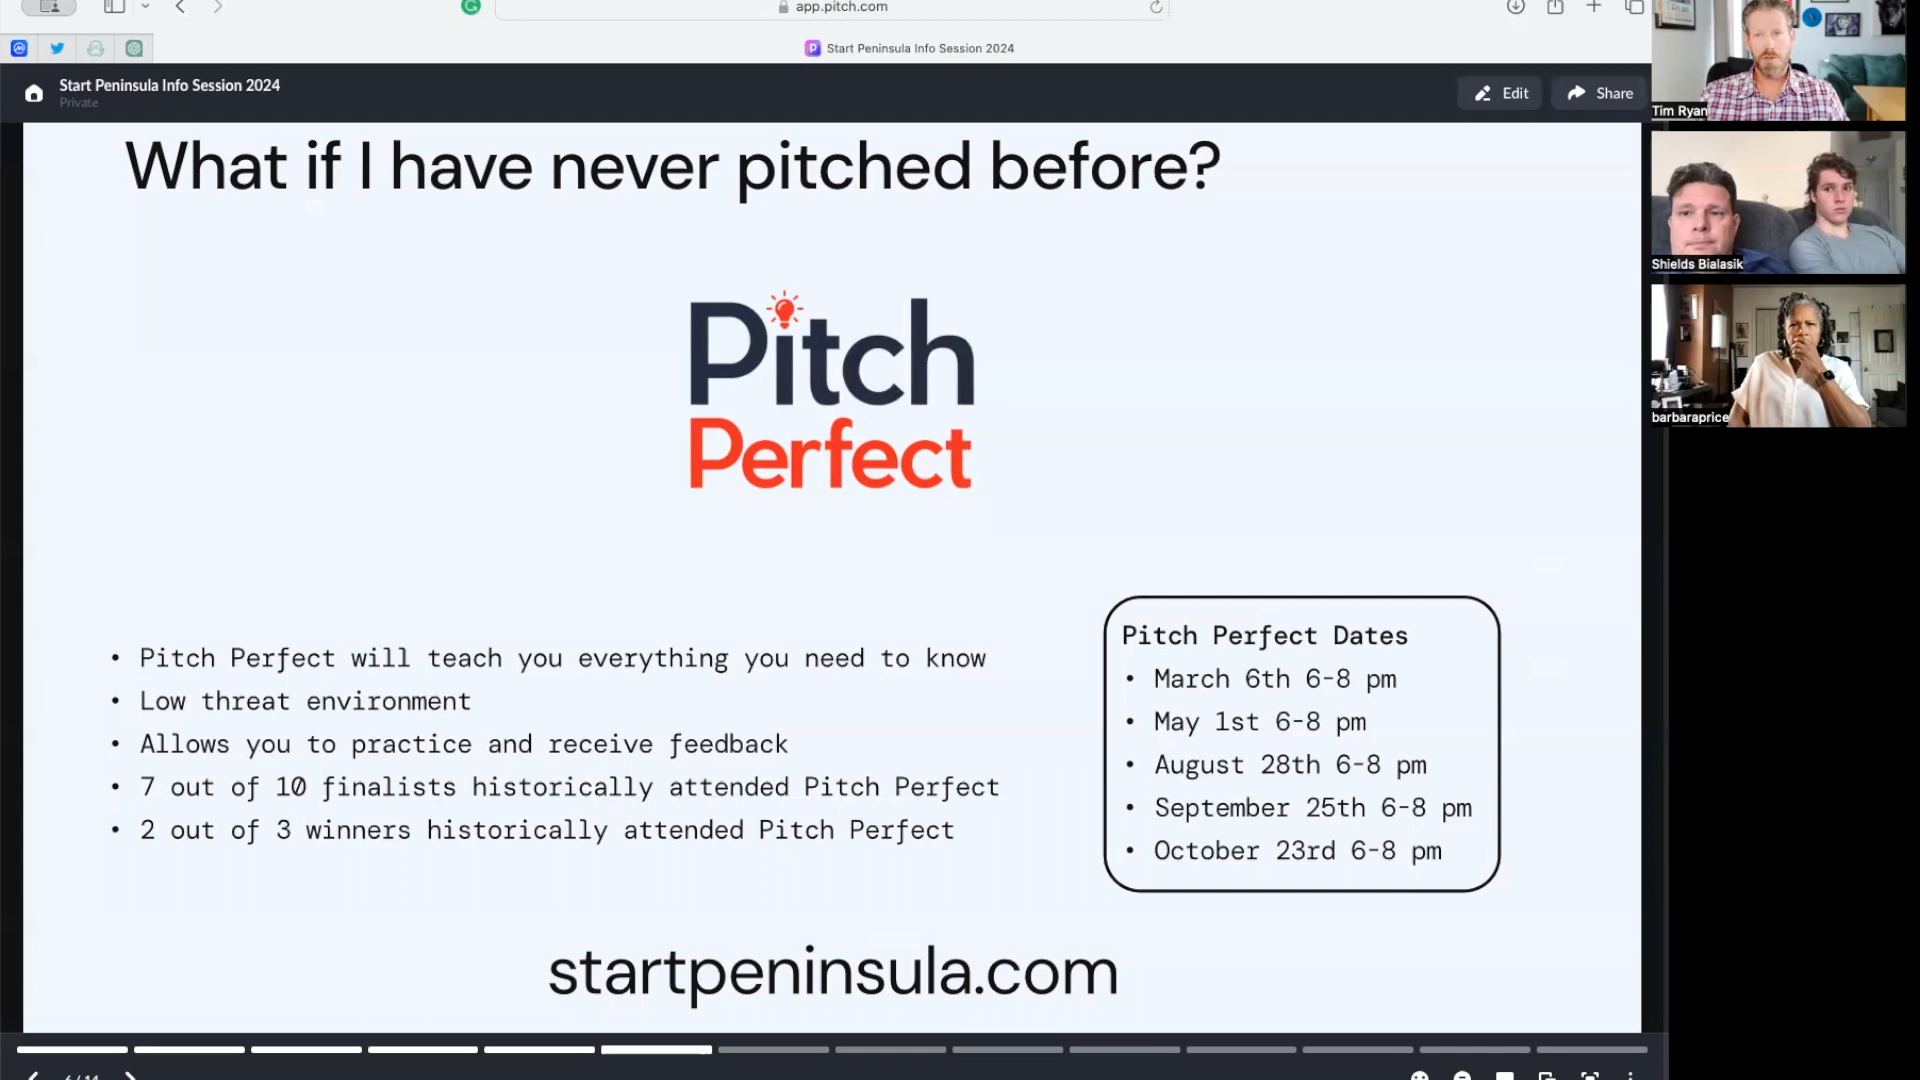 app.pitch.com
Start Peninsula Info Session 2024
Start Peninsula Info Session 2024
Private
Edit
Share
What if I have never pitched before?
Pitch
Perfect
• Pitch Perfect will teach you everything you need to know
• Low threat environment
• Allows you to practice and receive feedback
• 7 out of 10 finalists historically attended Pitch Perfect
• 2 out of 3 winners historically attended Pitch Perfect
Pitch Perfect Dates
• March 6th 6-8 pm
• May 1st 6-8 pm
• August 28th 6-8 pm
• September 25th 6-8 pm
• October 23rd 6-8 pm
startpeninsula.com
6/14
Tim Ryan
Shields Bialasik
barbaraprice